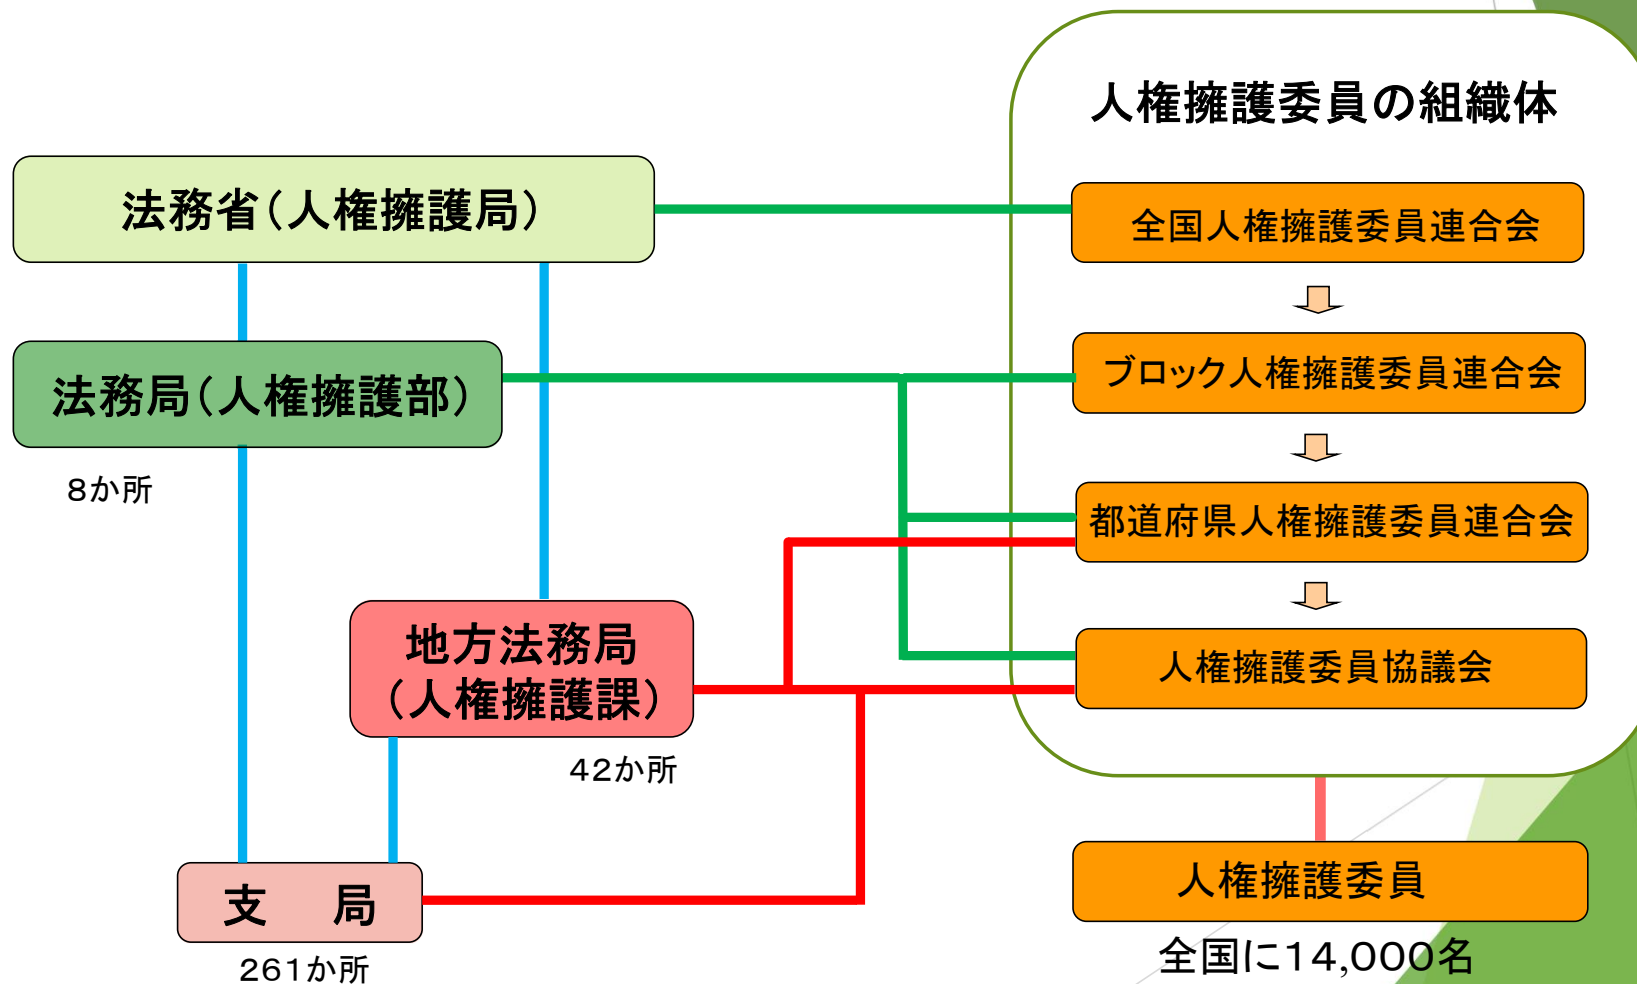 人権擁護委員の組織体
法務省（人権擁護局）
全国人権擁護委員連合会
法務局（人権擁護部）
ブロック人権擁護委員連合会
8か所
都道府県人権擁護委員連合会
地方法務局
（人権擁護課）
人権擁護委員協議会
42か所
支　局
人権擁護委員
261か所
全国に14,000名